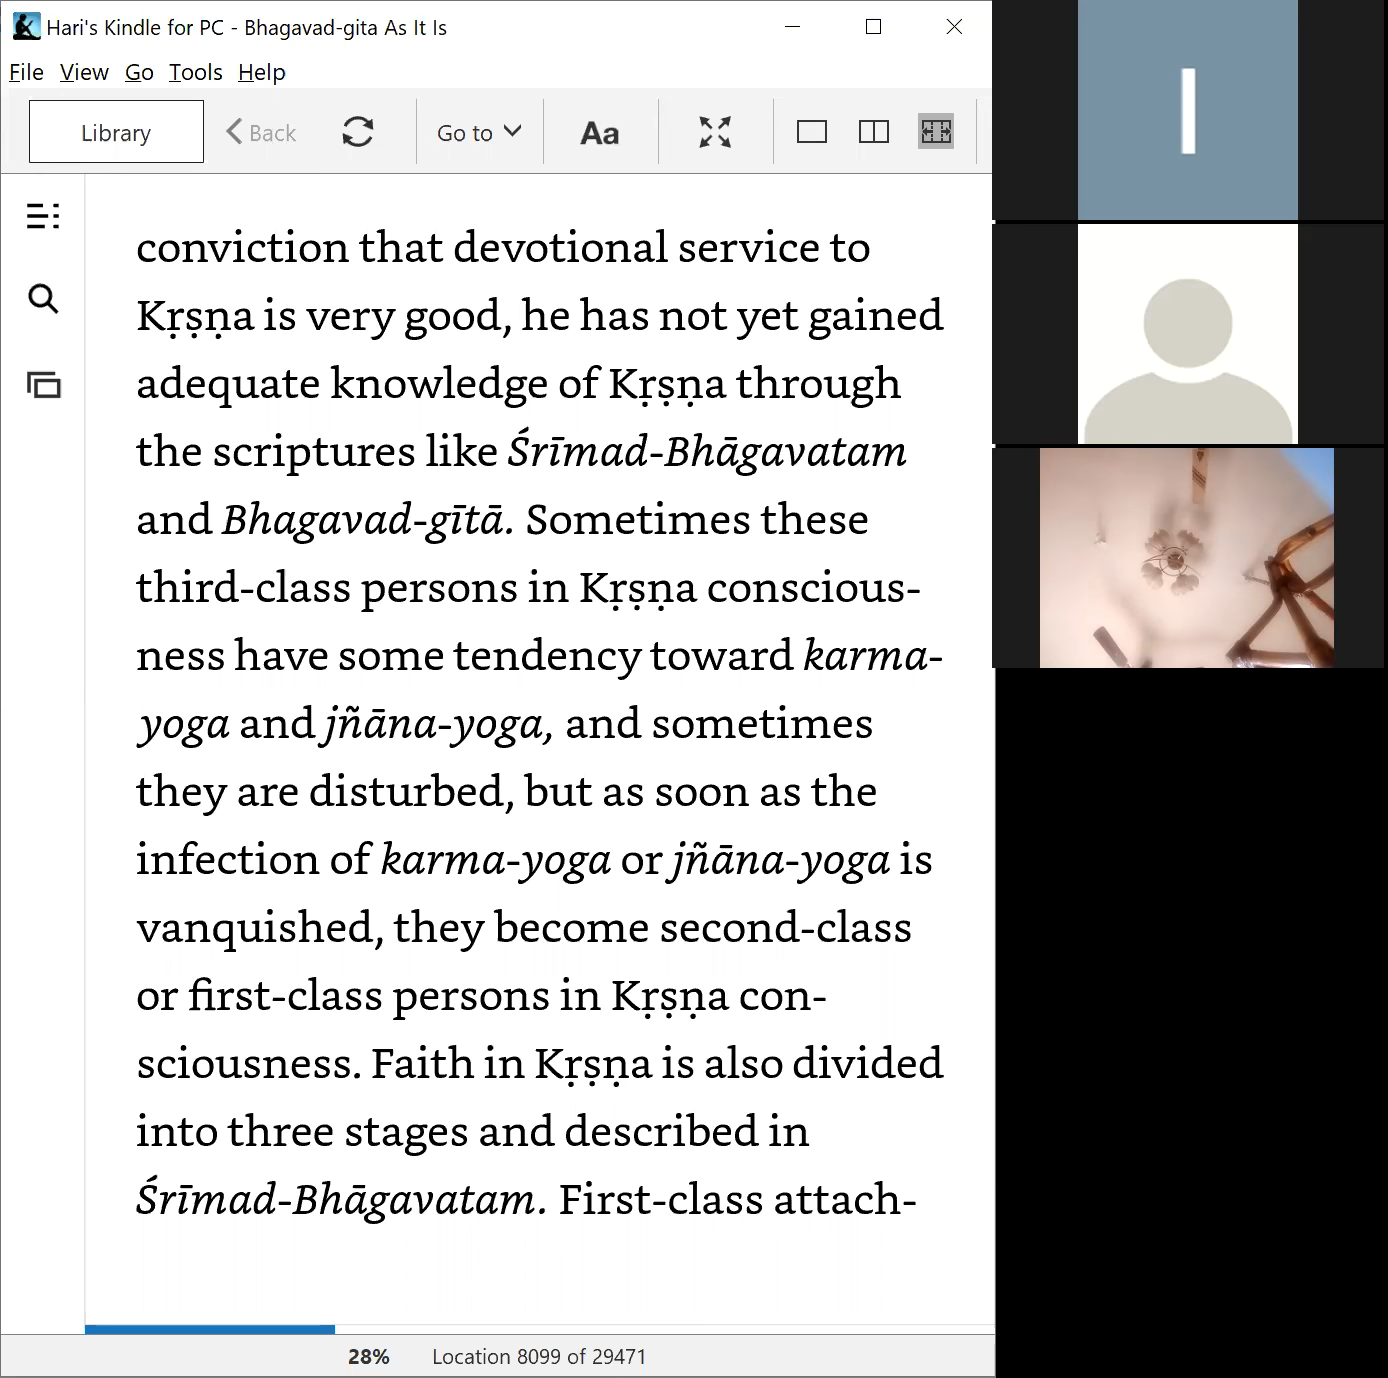 Hari's Kindle for PC - Bhagavad-gita As It Is
File View Go Tools Help
Library Back Go to Aa
conviction that devotional service to
Kṛṣṇa is very good, he has not yet gained
adequate knowledge of Kṛṣṇa through
the scriptures like Śrīmad-Bhāgavatam
and Bhagavad-gītā. Sometimes these
third-class persons in Kṛṣṇa conscious-
ness have some tendency toward karma-
yoga and jñāna-yoga, and sometimes
they are disturbed, but as soon as the
infection of karma-yoga or jñāna-yoga is
vanquished, they become second-class
or first-class persons in Kṛṣṇa con-
sciousness. Faith in Kṛṣṇa is also divided
into three stages and described in
Śrīmad-Bhāgavatam. First-class attach-
28% Location 8099 of 29471
I